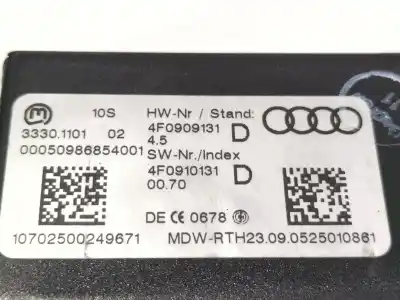 10S HW-Nr / Stand:
3330.1101 02 4F0909131 D
4.5
00050986854001 SW-Nr./Index
4F0910131 D
00.70
DE CE 0678
10702500249671 MDW-RTH23.09.0525010861